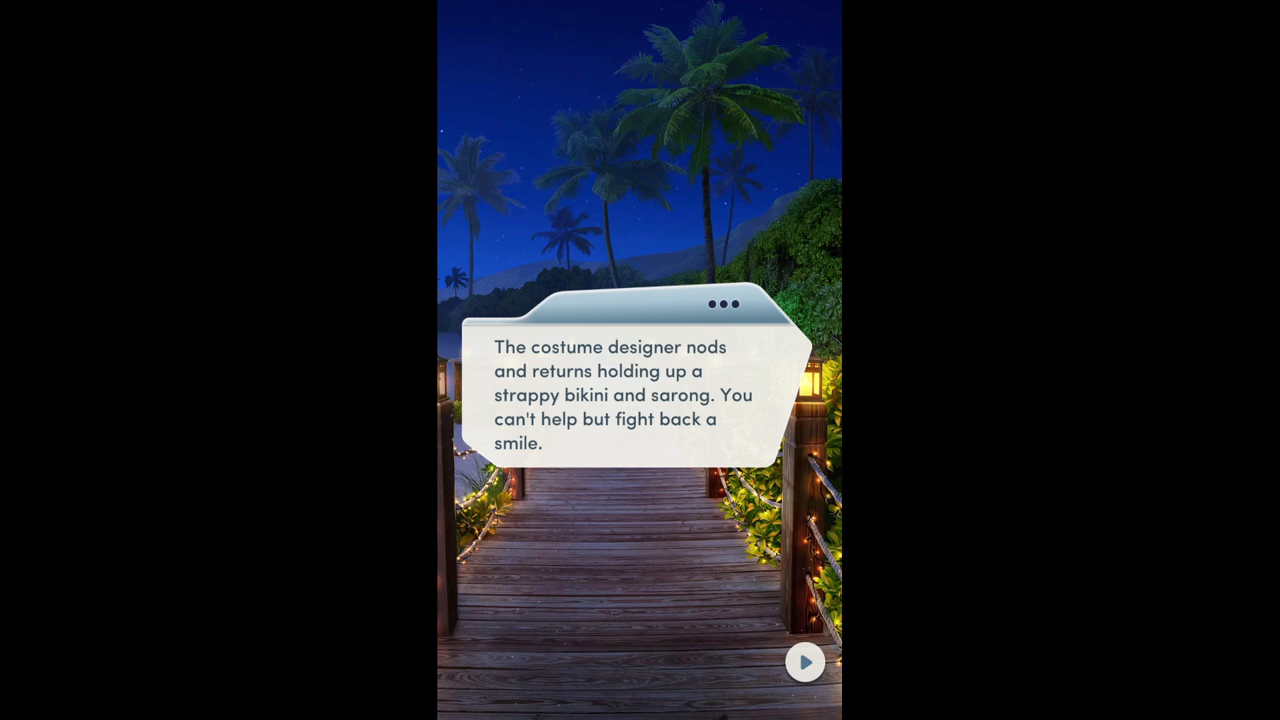 The costume designer nods
and returns holding up a
strappy bikini and sarong. You
can't help but fight back a
smile.